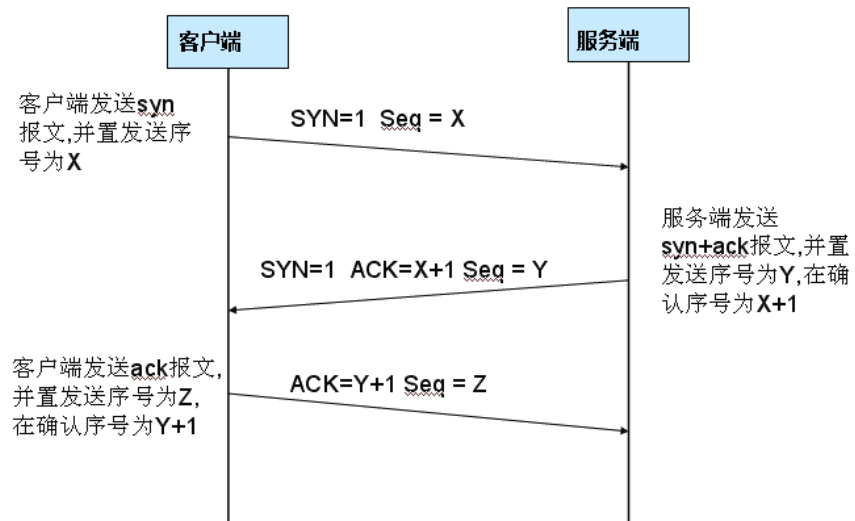 客户端
服务端
客户端发送syn
报文,并置发送序
号为X
SYN=1 Seq = X
服务端发送
syn+ack报文,并置
发送序号为Y,在确
认序号为X+1
SYN=1 ACK=X+1 Seq = Y
客户端发送ack报文,
并置发送序号为Z,
在确认序号为Y+1
ACK=Y+1 Seq = Z